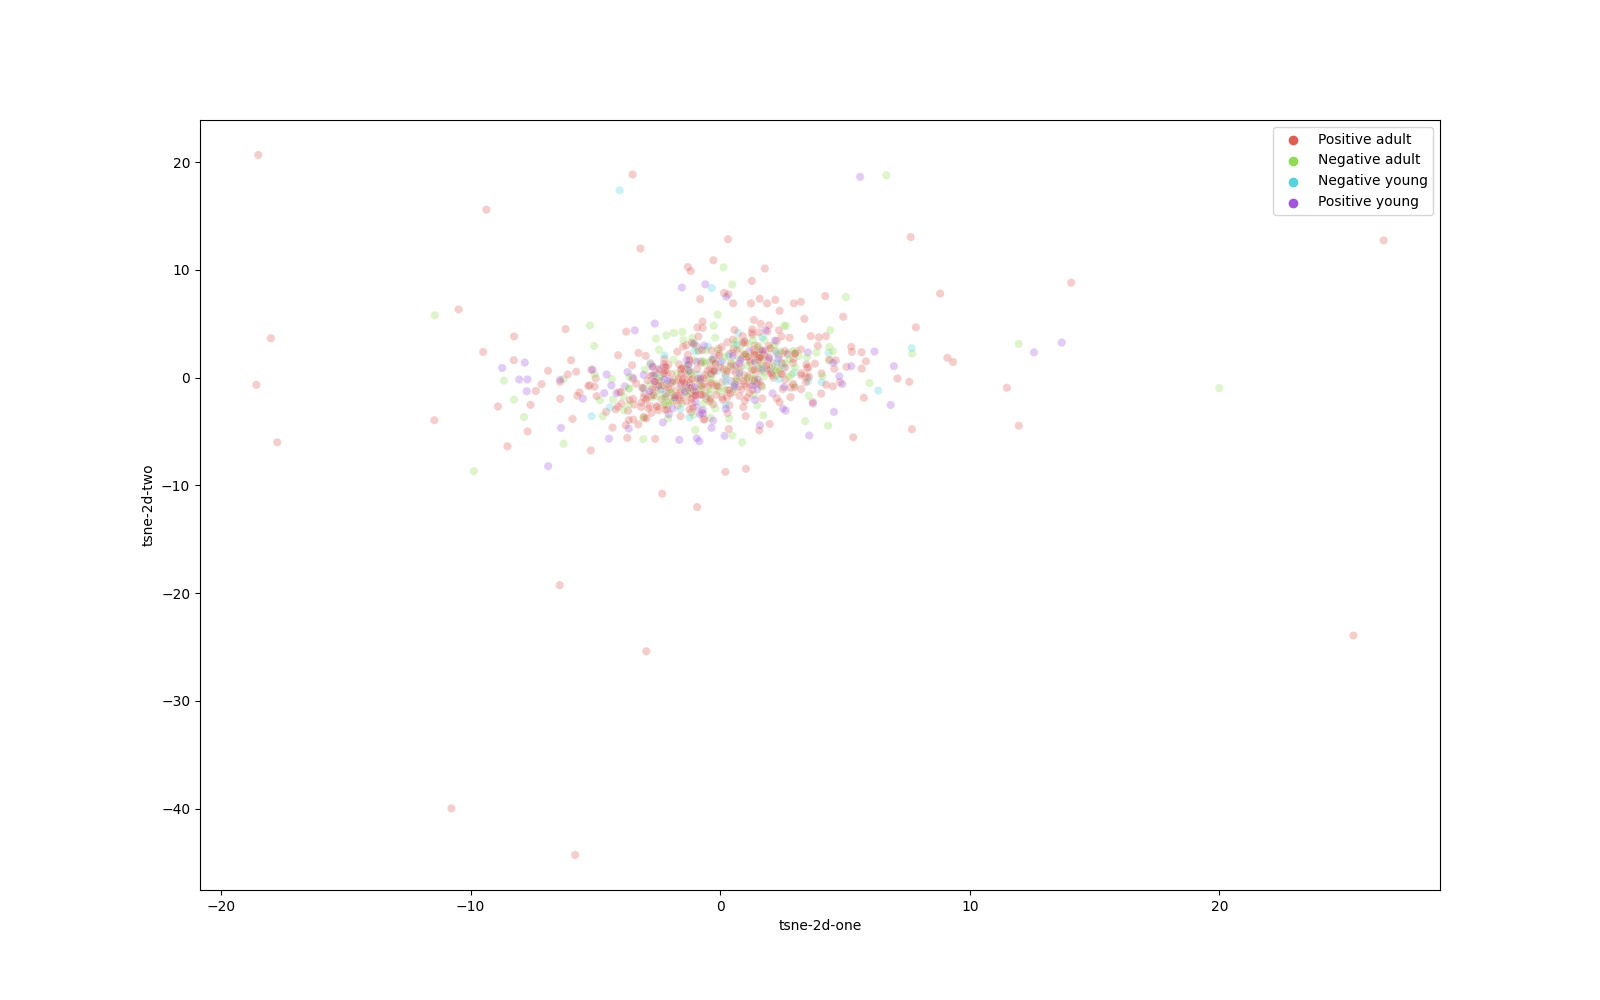 Positive adult
Negative adult
Negative young
Positive young
20
10
0
−10
−20
−30
−40
tsne-2d-two
−20
−10
0
10
20
tsne-2d-one